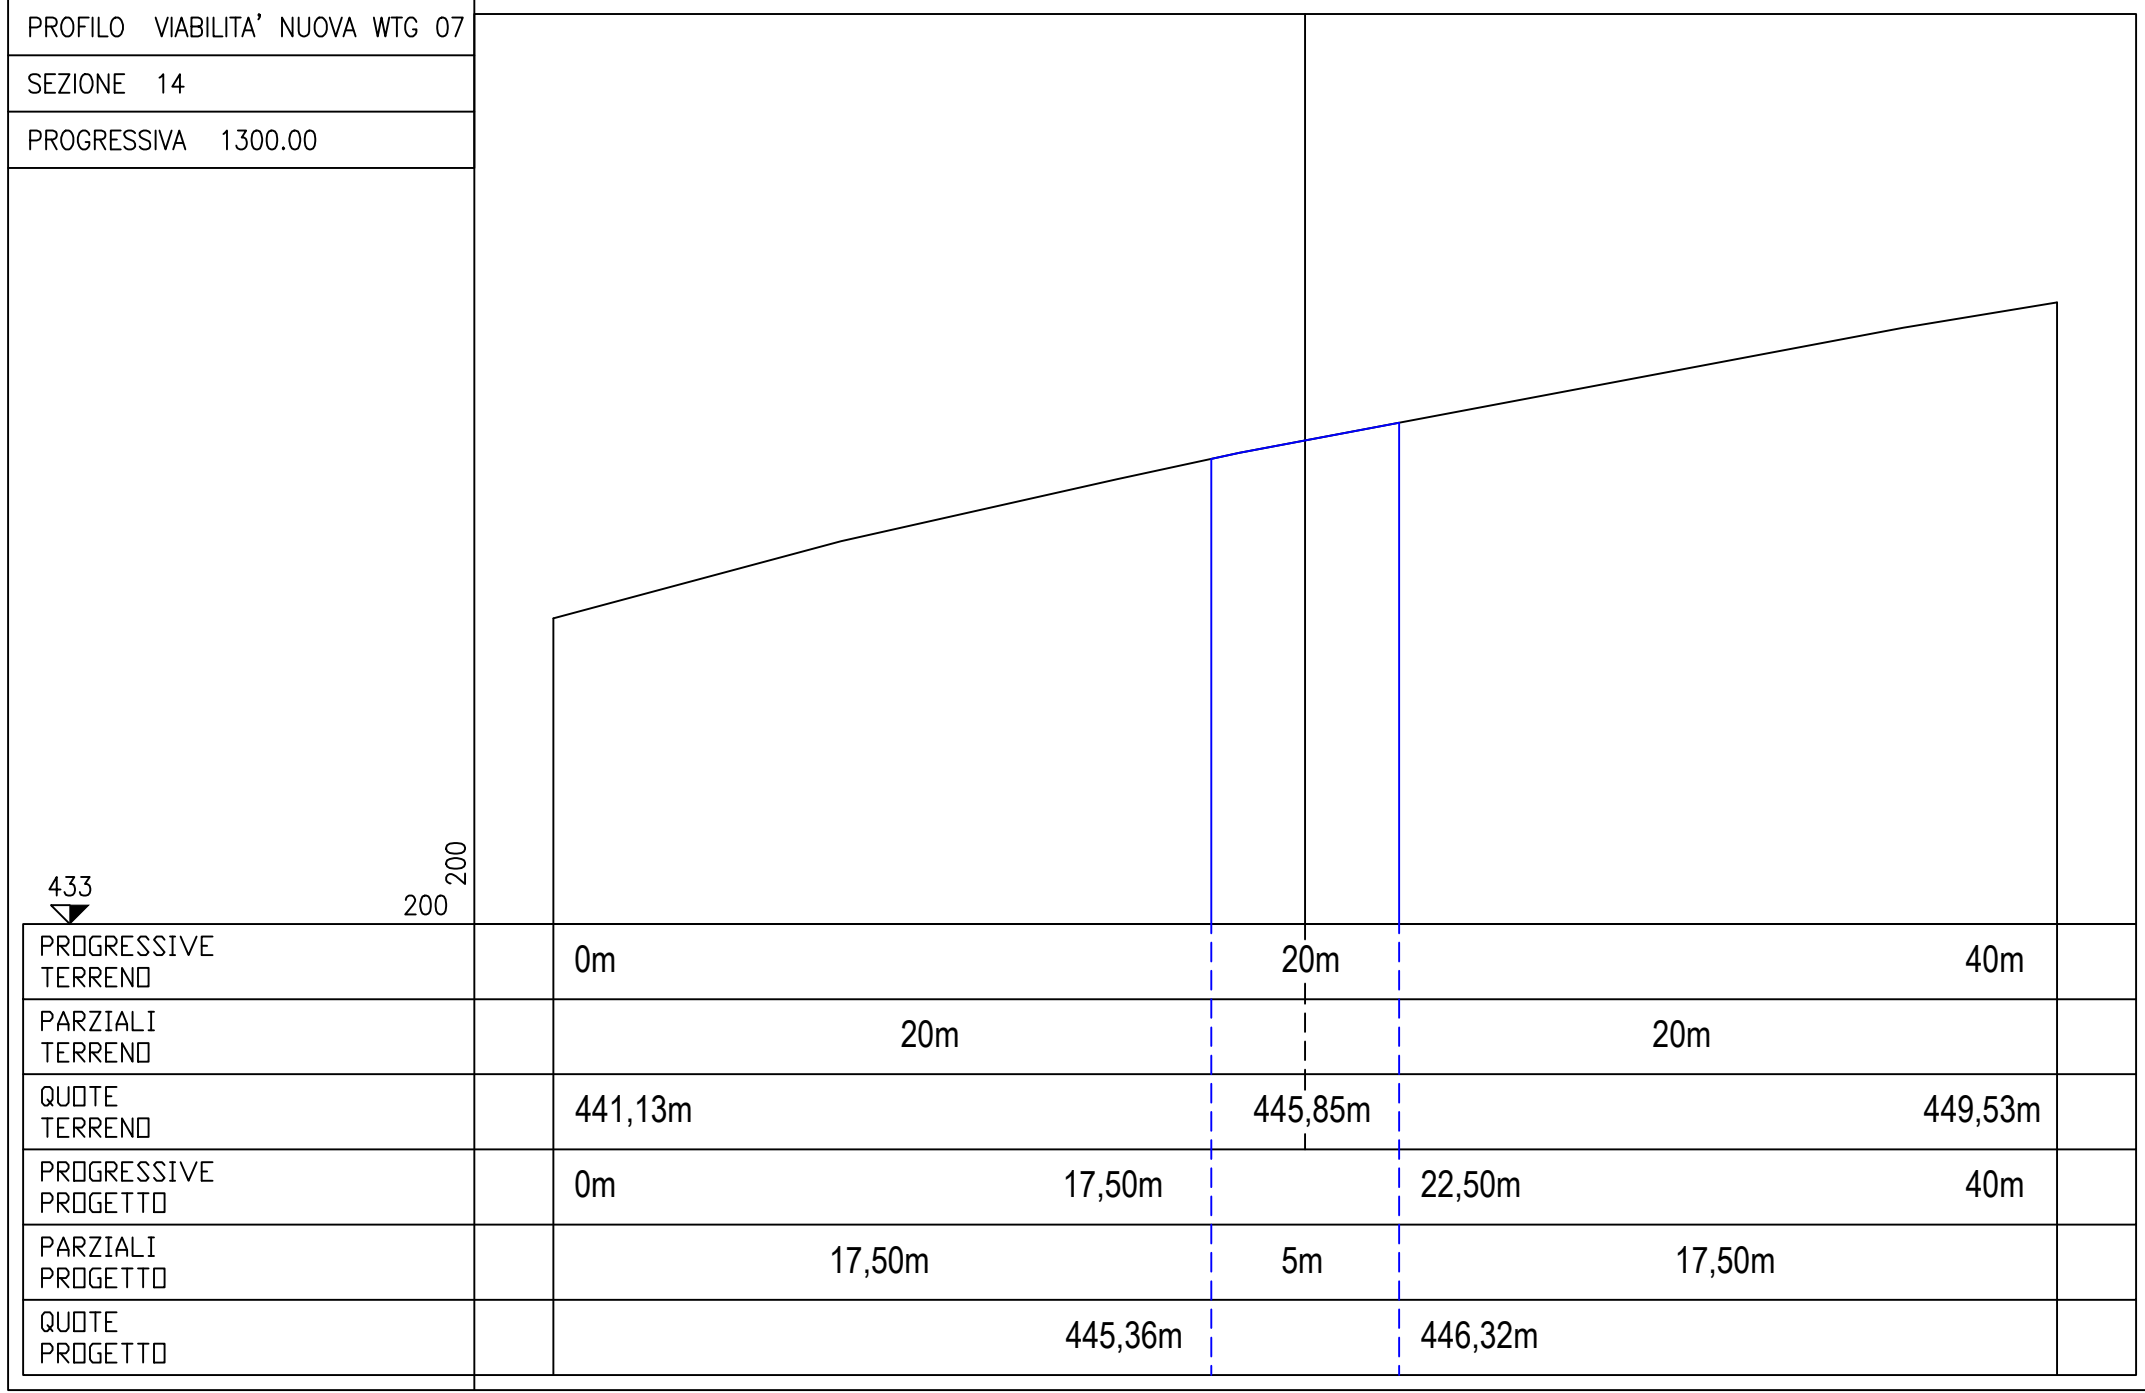 PROFILO VIABILITA' NUOVA WTG 07
SEZIONE 14
PROGRESSIVA 1300.00
200
433
200
PROGRESSIVE
TERRENO
0m 20m 40m
PARZIALI
TERRENO
20m 20m
QUOTE
TERRENO
441,13m 445,85m 449,53m
PROGRESSIVE
PROGETTO
0m 17,50m 22,50m 40m
PARZIALI
PROGETTO
17,50m 5m 17,50m
QUOTE
PROGETTO
445,36m 446,32m